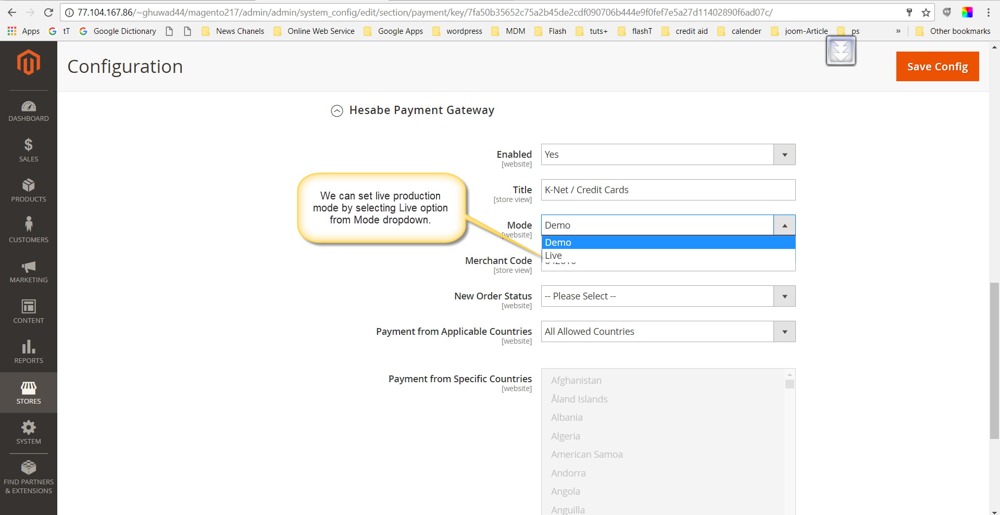 77.104.167.86/~ghuwad44/magento217/admin/admin/system_config/edit/section/payment/key/7fa50b35652c75a2b45de2cdf090706b444e9f0fef7e5a27d11402890f6ad07c/
Apps tT Google Dictionary News Chanels Online Web Service Google Apps wordpress MDM Flash tuts+ flashT credit aid calender joom-Article ps » Other bookmarks
Configuration
Save Config
DASHBOARD
$
SALES
PRODUCTS
CUSTOMERS
MARKETING
CONTENT
REPORTS
STORES
SYSTEM
FIND PARTNERS
& EXTENSIONS
Hesabe Payment Gateway
Enabled
[website]
Yes
Title
[store view]
K-Net / Credit Cards
We can set live production
mode by selecting Live option
from Mode dropdown.
Mode
[website]
Demo
Demo
Live
Merchant Code
[store view]
New Order Status
[website]
-- Please Select --
Payment from Applicable Countries
[website]
All Allowed Countries
Payment from Specific Countries
[website]
Afghanistan
Åland Islands
Albania
Algeria
American Samoa
Andorra
Angola
Anguilla